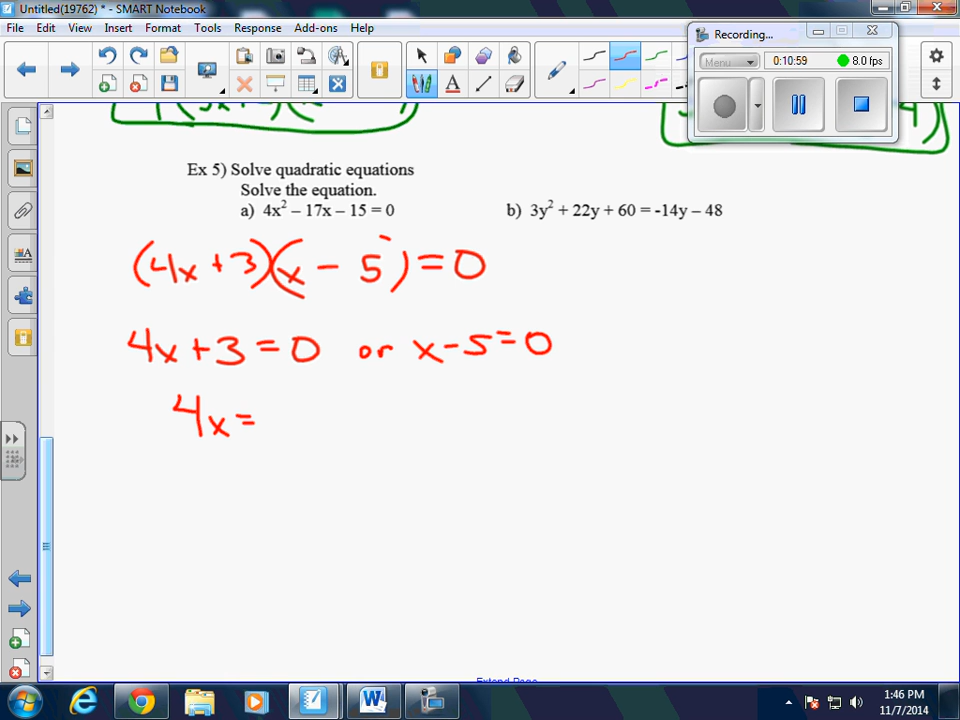 Untitled(19762) * - SMART Notebook
File Edit View Insert Format Tools Response Add-ons Help
Recording...
Menu 0:10:59 8.0 fps
Ex 5) Solve quadratic equations
Solve the equation.
a) 4x² – 17x – 15 = 0
b) 3y² + 22y + 60 = -14y – 48
(4x + 3)(x – 5) = 0
4x + 3 = 0 or x – 5 = 0
4x =
Extend Page
1:46 PM
11/7/2014